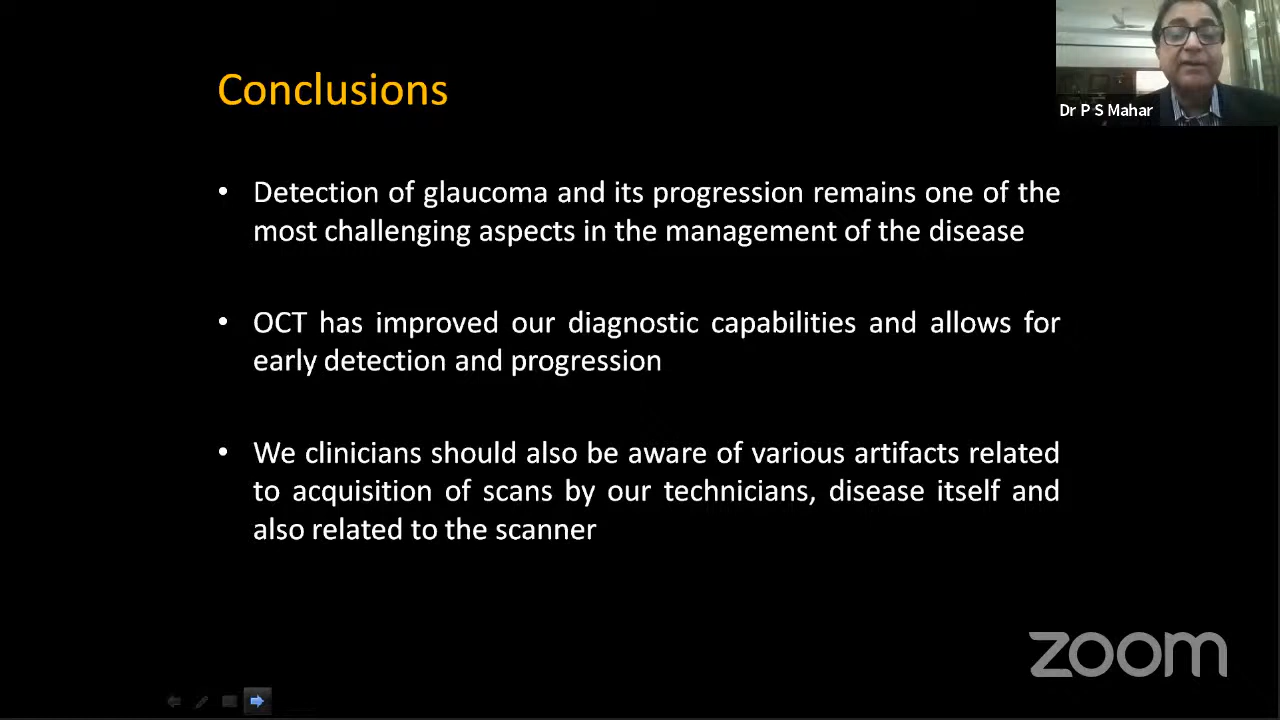 Conclusions
Dr P S Mahar
• Detection of glaucoma and its progression remains one of the
most challenging aspects in the management of the disease
• OCT has improved our diagnostic capabilities and allows for
early detection and progression
• We clinicians should also be aware of various artifacts related
to acquisition of scans by our technicians, disease itself and
also related to the scanner
zoom